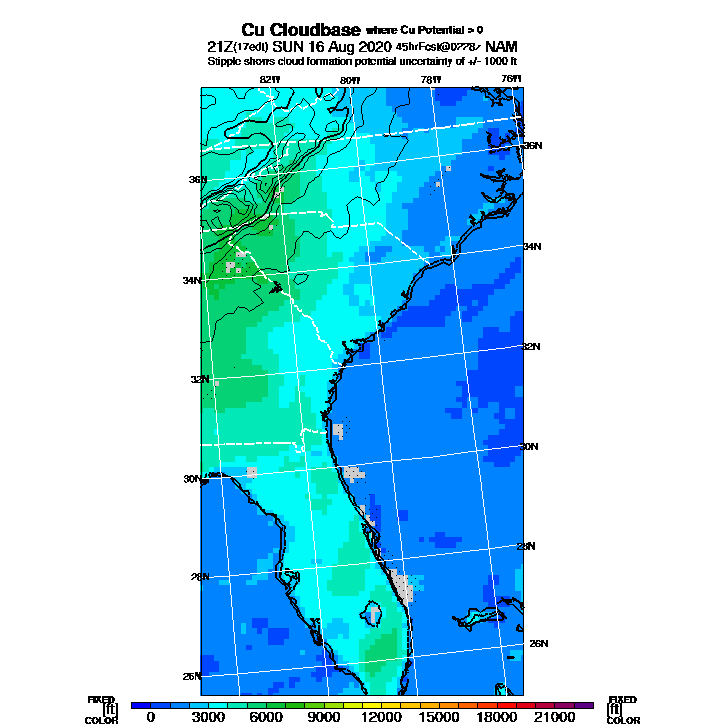 Cu Cloudbase where Cu Potential > 0
21Z(17edt) SUN 16 Aug 2020 45hrFcst@0778z NAM
Stipple shows cloud formation potential uncertainty of +/- 1000 ft
82W 80W 78W 76W
36N
36N
34N
34N
32N
32N
30N
30N
28N
28N
26N
26N
FIXED FIXED
[ft] [ft]
COLOR COLOR
0 3000 6000 9000 12000 15000 18000 21000